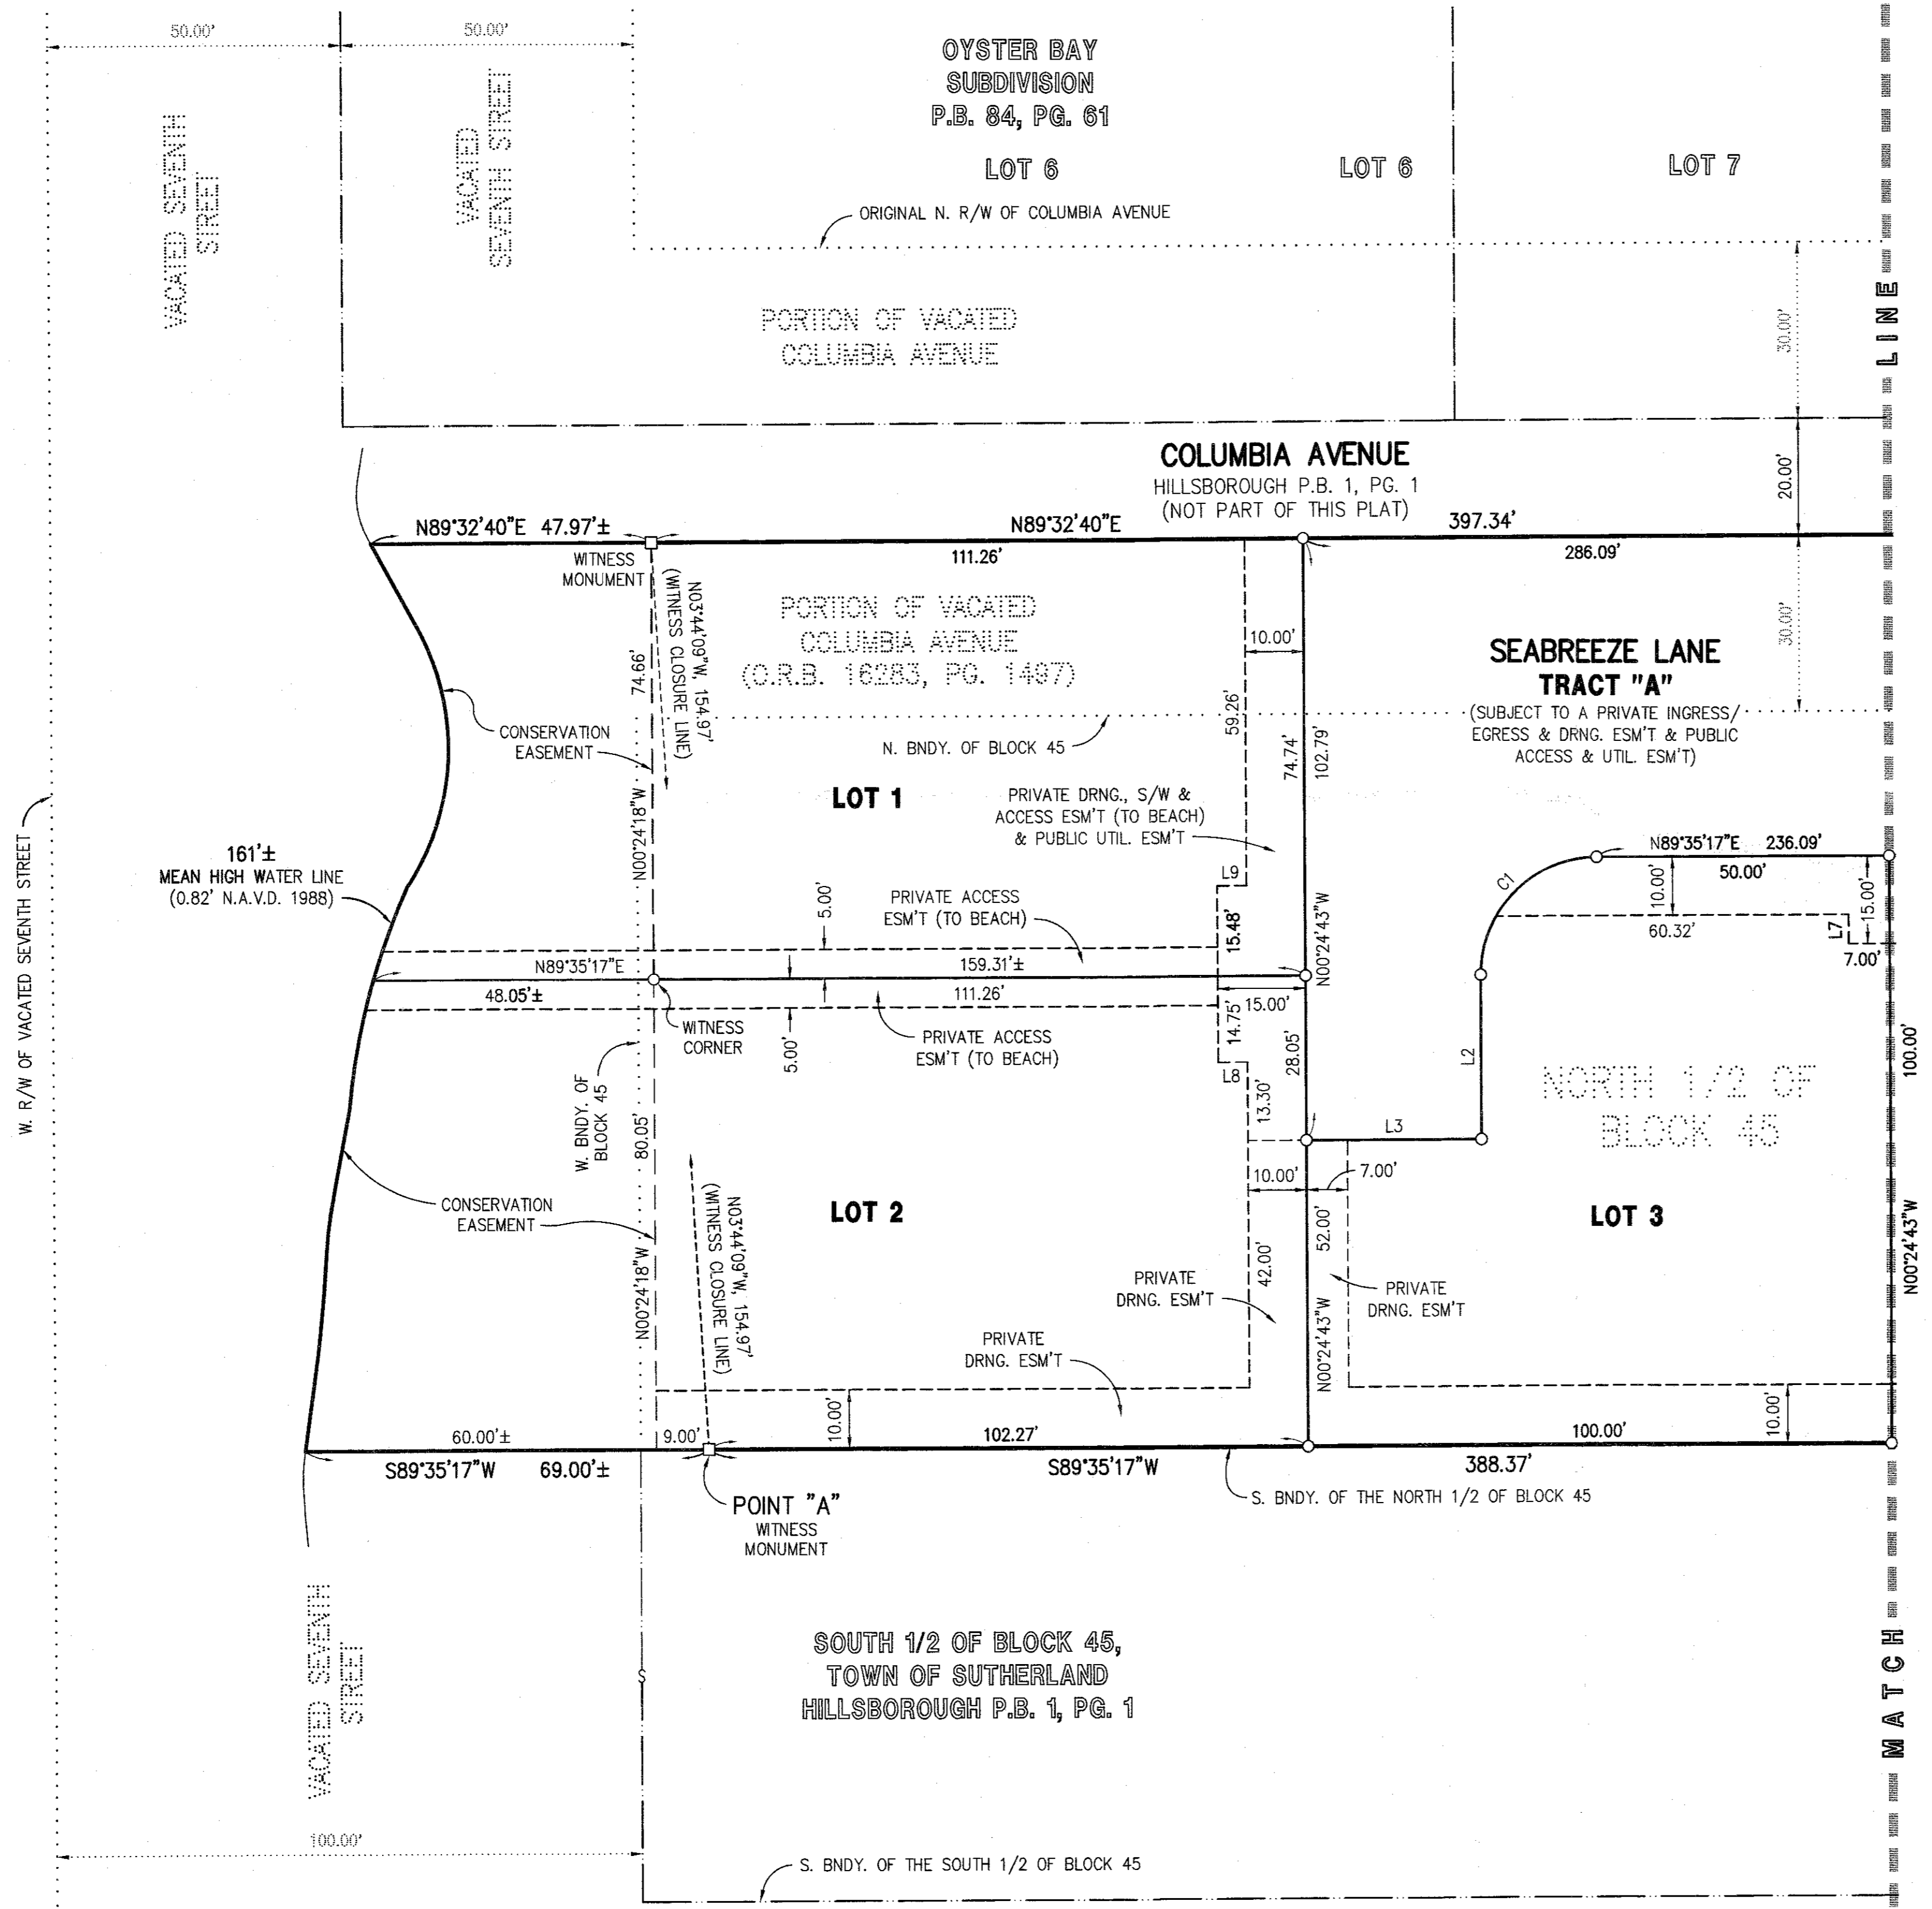 50.00'
50.00'
OYSTER BAY
SUBDIVISION
P.B. 84, PG. 61
LOT 6
LOT 6
LOT 7
VACATED SEVENTH
STREET
VACATED
SEVENTH STREET
ORIGINAL N. R/W OF COLUMBIA AVENUE
PORTION OF VACATED
COLUMBIA AVENUE
30.00'
LINE
COLUMBIA AVENUE
HILLSBOROUGH P.B. 1, PG. 1
(NOT PART OF THIS PLAT)
20.00'
N89°32'40"E 47.97'±
N89°32'40"E
397.34'
WITNESS
MONUMENT
111.26'
286.09'
N03°44'09"W, 154.97'
(WITNESS CLOSURE LINE)
PORTION OF VACATED
COLUMBIA AVENUE
(O.R.B. 16283, PG. 1497)
10.00'
30.00'
SEABREEZE LANE
TRACT "A"
(SUBJECT TO A PRIVATE INGRESS/
EGRESS & DRNG. ESM'T & PUBLIC
ACCESS & UTIL. ESM'T)
74.66'
59.26'
CONSERVATION
EASEMENT
N. BNDY. OF BLOCK 45
74.74'
102.79'
LOT 1
PRIVATE DRNG., S/W &
ACCESS ESM'T (TO BEACH)
& PUBLIC UTIL. ESM'T
N00°24'18"W
W. R/W OF VACATED SEVENTH STREET
161'±
MEAN HIGH WATER LINE
(0.82' N.A.V.D. 1988)
N89°35'17"E 236.09'
50.00'
C1
10.00'
15.00'
L9
PRIVATE ACCESS
ESM'T (TO BEACH)
5.00'
15.48'
N00°24'43"W
60.32'
L7
7.00'
N89°35'17"E
159.31'±
48.05'±
111.26'
15.00'
WITNESS
CORNER
PRIVATE ACCESS
ESM'T (TO BEACH)
5.00'
14.75'
28.05'
L8
L2
100.00'
W. BNDY. OF
BLOCK 45
80.05'
13.30'
L3
NORTH 1/2 OF
BLOCK 45
10.00'
7.00'
CONSERVATION
EASEMENT
LOT 2
LOT 3
N03°44'09"W, 154.97'
(WITNESS CLOSURE LINE)
52.00'
42.00'
N00°24'43"W
N00°24'18"W
PRIVATE
DRNG. ESM'T
PRIVATE
DRNG. ESM'T
PRIVATE
DRNG. ESM'T
N00°24'43"W
10.00'
10.00'
60.00'±
9.00'
102.27'
100.00'
S89°35'17"W 69.00'±
S89°35'17"W
388.37'
POINT "A"
WITNESS
MONUMENT
S. BNDY. OF THE NORTH 1/2 OF BLOCK 45
VACATED SEVENTH
STREET
S
SOUTH 1/2 OF BLOCK 45,
TOWN OF SUTHERLAND
HILLSBOROUGH P.B. 1, PG. 1
MATCH
100.00'
S. BNDY. OF THE SOUTH 1/2 OF BLOCK 45